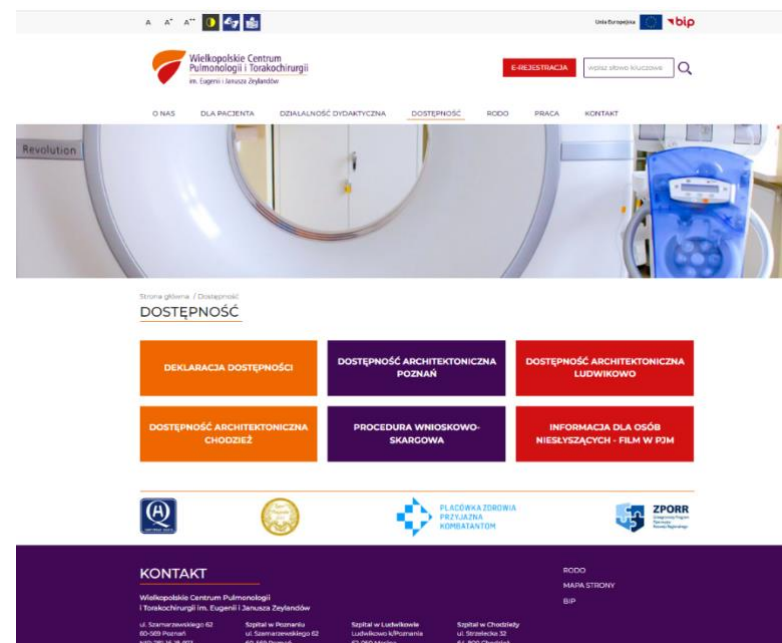 A A+ A++
Unia Europejska bip
Wielkopolskie Centrum
Pulmonologii i Torakochirurgii
im. Eugenii i Janusza Zeylandów
E-REJESTRACJA wpisz słowo kluczowe
O NAS DLA PACJENTA DZIAŁALNOŚĆ DYDAKTYCZNA DOSTĘPNOŚĆ RODO PRACA KONTAKT
Revolution
Strona główna / Dostępność
DOSTĘPNOŚĆ
DEKLARACJA DOSTĘPNOŚCI
DOSTĘPNOŚĆ ARCHITEKTONICZNA
POZNAŃ
DOSTĘPNOŚĆ ARCHITEKTONICZNA
LUDWIKOWO
DOSTĘPNOŚĆ ARCHITEKTONICZNA
CHODZIEŻ
PROCEDURA WNIOSKOWO-
SKARGOWA
INFORMACJA DLA OSÓB
NIESŁYSZĄCYCH - FILM W PJM
PLACÓWKA ZDROWIA
PRZYJAZNA
KOMBATANTOM
ZPORR
KONTAKT
Wielkopolskie Centrum Pulmonologii
i Torakochirurgii im. Eugenii i Janusza Zeylandów
ul. Szamarzewskiego 62
60-569 Poznań
Szpital w Poznaniu
ul. Szamarzewskiego 62
Szpital w Ludwikowie
Ludwikowo k/Poznania
Szpital w Chodzieży
ul. Strzelecka 32
RODO
MAPA STRONY
BIP